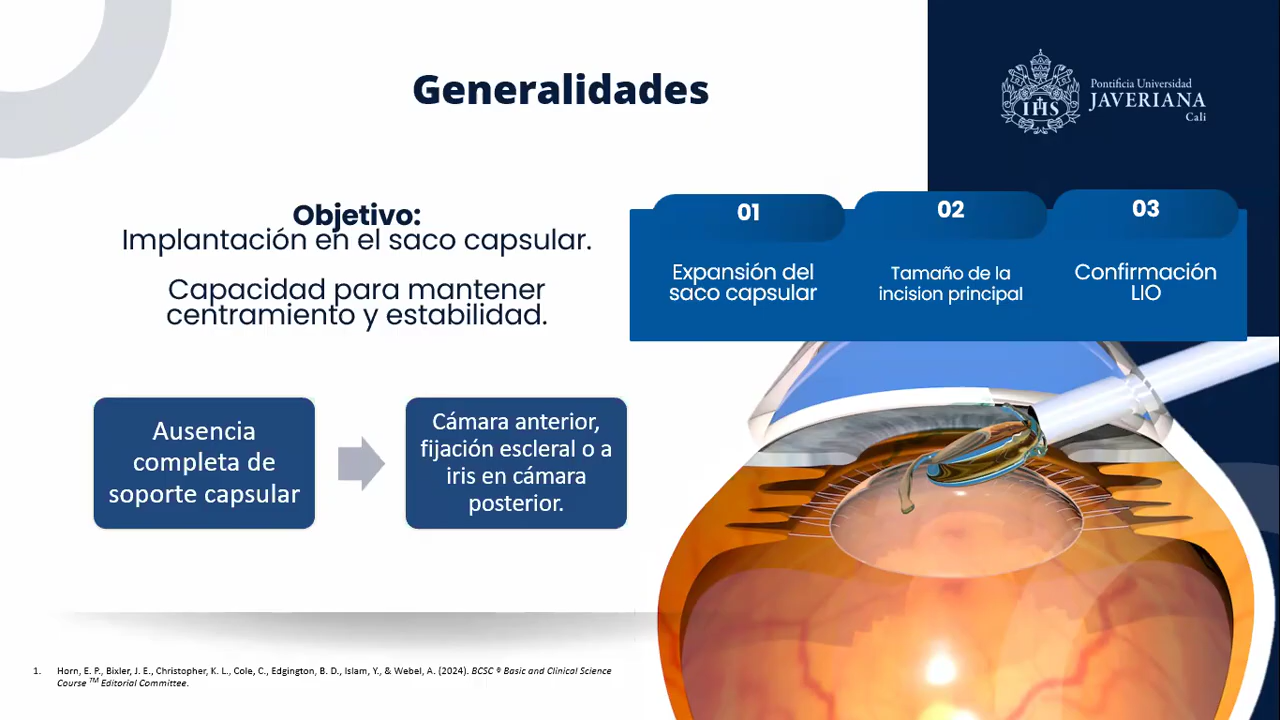 Generalidades
Pontificia Universidad
JAVERIANA
Cali
IHS
Objetivo:
Implantación en el saco capsular.
Capacidad para mantener
centramiento y estabilidad.
01
Expansión del
saco capsular
02
Tamaño de la
incision principal
03
Confirmación
LIO
Ausencia
completa de
soporte capsular
Cámara anterior,
fijación escleral o a
iris en cámara
posterior.
1. Horn, E. P., Bixler, J. E., Christopher, K. L., Cole, C., Edgington, B. D., Islam, Y., & Webel, A. (2024). BCSC ® Basic and Clinical Science
Course ™ Editorial Committee.